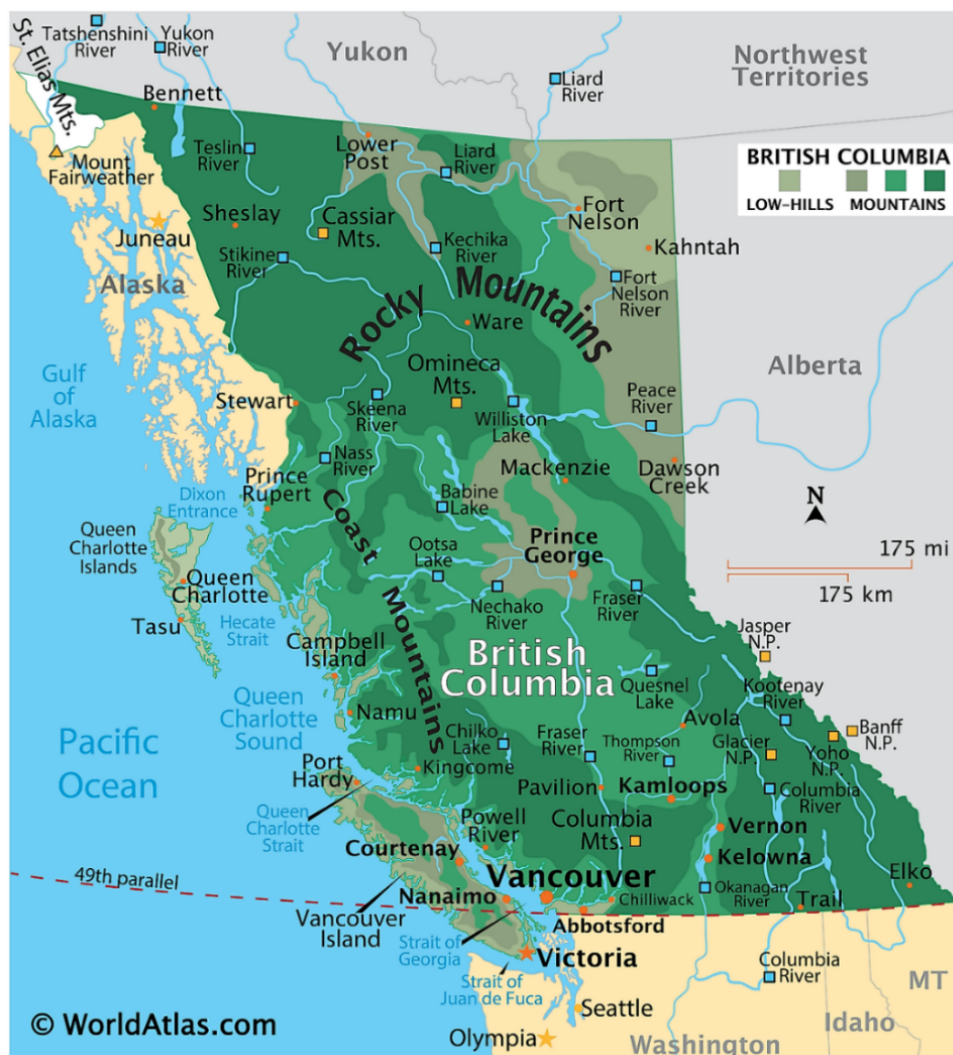 Tatshenshini
River
Yukon
River
Yukon
Northwest
Territories
St. Elias Mts.
Liard
River
Bennett
Teslin
River
Lower
Post
Liard
River
BRITISH COLUMBIA
LOW-HILLS MOUNTAINS
Mount
Fairweather
Juneau
Sheslay
Cassiar
Mts.
Fort
Nelson
Kahntah
Stikine
River
Kechika
River
Fort
Nelson
River
Alaska
Rocky Mountains
Ware
Gulf
of
Alaska
Omineca
Mts.
Alberta
Stewart
Skeena
River
Williston
Lake
Peace
River
Nass
River
Mackenzie
Dawson
Creek
Prince
Rupert
Dixon
Entrance
Babine
Lake
N
Queen
Charlotte
Islands
Coast Mountains
Ootsa
Lake
Prince
George
175 mi
175 km
Queen
Charlotte
Nechako
River
Fraser
River
Tasu
Hecate
Strait
Campbell
Island
British
Columbia
Jasper
N.P.
Quesnel
Lake
Kootenay
River
Queen
Charlotte
Sound
Namu
Avola
Banff
N.P.
Pacific
Ocean
Chilko
Lake
Fraser
River
Thompson
River
Glacier
N.P.
Yoho
N.P.
Port
Hardy
Kingcome
Pavilion
Kamloops
Columbia
River
Queen
Charlotte
Strait
Powell
River
Columbia
Mts.
Vernon
Courtenay
Kelowna
49th parallel
Vancouver
Elko
Nanaimo
Chilliwack
Okanagan
River
Trail
Vancouver
Island
Abbotsford
Strait of
Georgia
Victoria
Columbia
River
MT
Strait of
Juan de Fuca
Seattle
Idaho
© WorldAtlas.com
Olympia
Washington